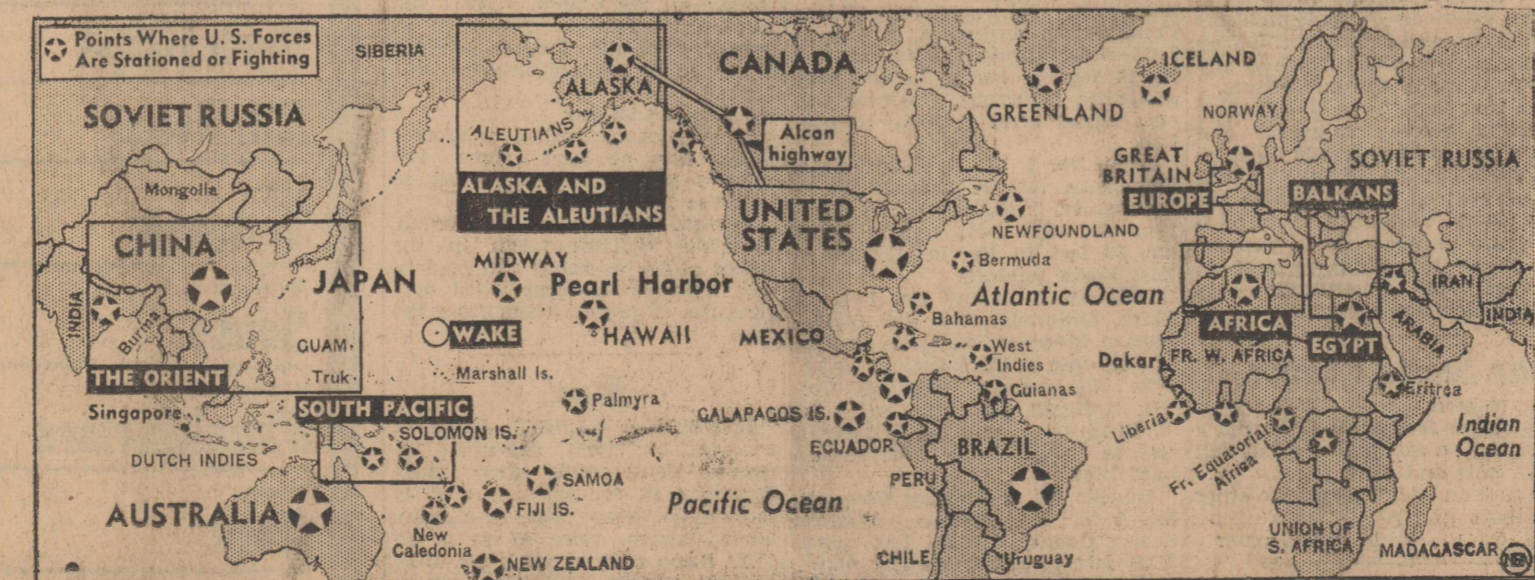 Points Where U. S. Forces
Are Stationed or Fighting
SIBERIA
SOVIET RUSSIA
Mongolia
CHINA
JAPAN
INDIA
Burma
GUAM
Truk
THE ORIENT
Singapore
DUTCH INDIES
AUSTRALIA
ALASKA
ALEUTIANS
ALASKA AND
THE ALEUTIANS
MIDWAY
Pearl Harbor
HAWAII
WAKE
Marshall Is.
SOUTH PACIFIC
SOLOMON IS.
Palmyra
SAMOA
FIJI IS.
New
Caledonia
NEW ZEALAND
Pacific Ocean
CANADA
Alcan
highway
UNITED
STATES
MEXICO
GALAPAGOS IS.
ECUADOR
PERU
BRAZIL
CHILE
Uruguay
GREENLAND
ICELAND
NEWFOUNDLAND
Bermuda
Atlantic Ocean
Bahamas
West
Indies
Guianas
NORWAY
GREAT
BRITAIN
EUROPE
BALKANS
SOVIET RUSSIA
IRAN
INDIA
ARABIA
AFRICA
EGYPT
Dakar
FR. W. AFRICA
Eritrea
Liberia
Fr. Equatorial
Africa
Indian
Ocean
UNION OF
S. AFRICA
MADAGASCAR